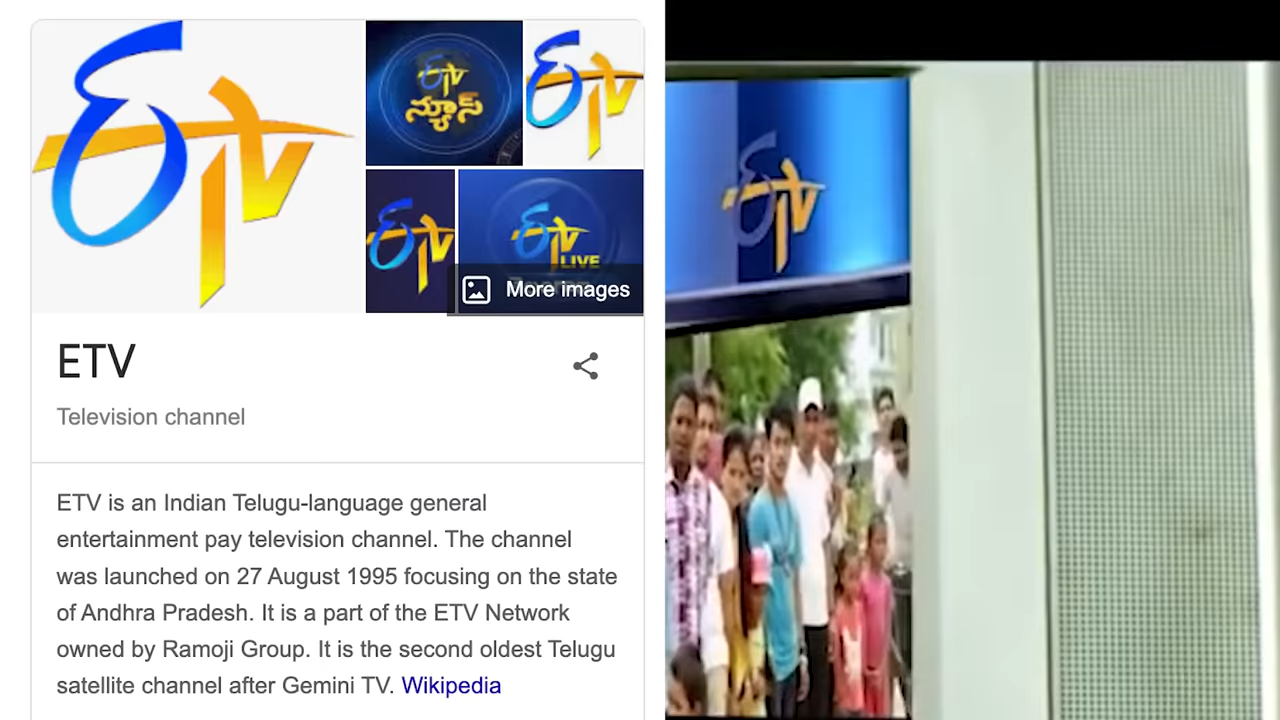 ETV
ETV
న్యూస్
ETV
ETV
ETV
LIVE
More images
ETV
Television channel
ETV is an Indian Telugu-language general
entertainment pay television channel. The channel
was launched on 27 August 1995 focusing on the state
of Andhra Pradesh. It is a part of the ETV Network
owned by Ramoji Group. It is the second oldest Telugu
satellite channel after Gemini TV. Wikipedia
ETV